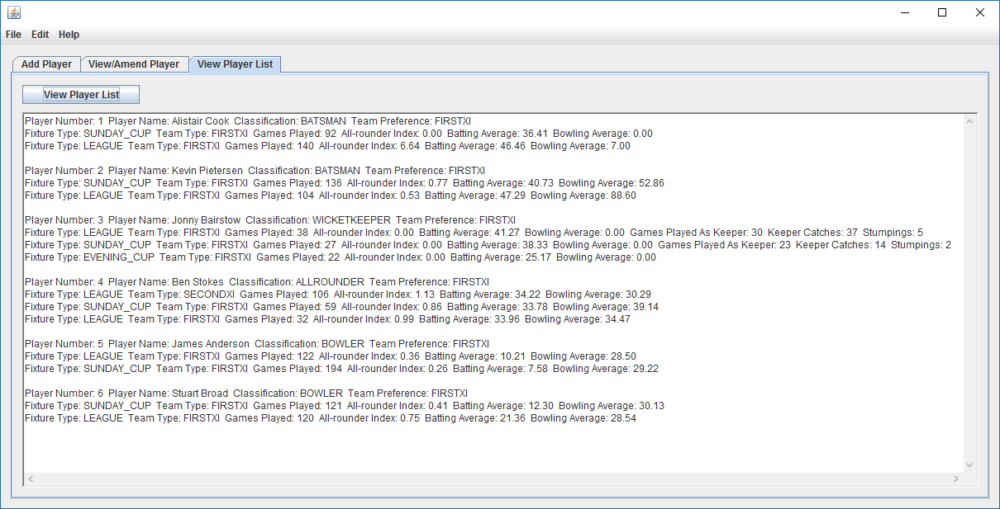 File Edit Help
Add Player View/Amend Player View Player List
View Player List
Player Number: 1 Player Name: Alistair Cook Classification: BATSMAN Team Preference: FIRSTXI
Fixture Type: SUNDAY_CUP Team Type: FIRSTXI Games Played: 92 All-rounder Index: 0.00 Batting Average: 36.41 Bowling Average: 0.00
Fixture Type: LEAGUE Team Type: FIRSTXI Games Played: 140 All-rounder Index: 6.64 Batting Average: 46.46 Bowling Average: 7.00
Player Number: 2 Player Name: Kevin Pietersen Classification: BATSMAN Team Preference: FIRSTXI
Fixture Type: SUNDAY_CUP Team Type: FIRSTXI Games Played: 136 All-rounder Index: 0.77 Batting Average: 40.73 Bowling Average: 52.86
Fixture Type: LEAGUE Team Type: FIRSTXI Games Played: 104 All-rounder Index: 0.53 Batting Average: 47.29 Bowling Average: 88.60
Player Number: 3 Player Name: Jonny Bairstow Classification: WICKETKEEPER Team Preference: FIRSTXI
Fixture Type: LEAGUE Team Type: FIRSTXI Games Played: 38 All-rounder Index: 0.00 Batting Average: 41.27 Bowling Average: 0.00 Games Played As Keeper: 30 Keeper Catches: 37 Stumpings: 5
Fixture Type: SUNDAY_CUP Team Type: FIRSTXI Games Played: 27 All-rounder Index: 0.00 Batting Average: 38.33 Bowling Average: 0.00 Games Played As Keeper: 23 Keeper Catches: 14 Stumpings: 2
Fixture Type: EVENING_CUP Team Type: FIRSTXI Games Played: 22 All-rounder Index: 0.00 Batting Average: 25.17 Bowling Average: 0.00
Player Number: 4 Player Name: Ben Stokes Classification: ALLROUNDER Team Preference: FIRSTXI
Fixture Type: LEAGUE Team Type: SECONDXI Games Played: 106 All-rounder Index: 1.13 Batting Average: 34.22 Bowling Average: 30.29
Fixture Type: SUNDAY_CUP Team Type: FIRSTXI Games Played: 59 All-rounder Index: 0.86 Batting Average: 33.78 Bowling Average: 39.14
Fixture Type: LEAGUE Team Type: FIRSTXI Games Played: 32 All-rounder Index: 0.99 Batting Average: 33.96 Bowling Average: 34.47
Player Number: 5 Player Name: James Anderson Classification: BOWLER Team Preference: FIRSTXI
Fixture Type: LEAGUE Team Type: FIRSTXI Games Played: 122 All-rounder Index: 0.36 Batting Average: 10.21 Bowling Average: 28.50
Fixture Type: SUNDAY_CUP Team Type: FIRSTXI Games Played: 194 All-rounder Index: 0.26 Batting Average: 7.58 Bowling Average: 29.22
Player Number: 6 Player Name: Stuart Broad Classification: BOWLER Team Preference: FIRSTXI
Fixture Type: SUNDAY_CUP Team Type: FIRSTXI Games Played: 121 All-rounder Index: 0.41 Batting Average: 12.30 Bowling Average: 30.13
Fixture Type: LEAGUE Team Type: FIRSTXI Games Played: 120 All-rounder Index: 0.75 Batting Average: 21.36 Bowling Average: 28.54